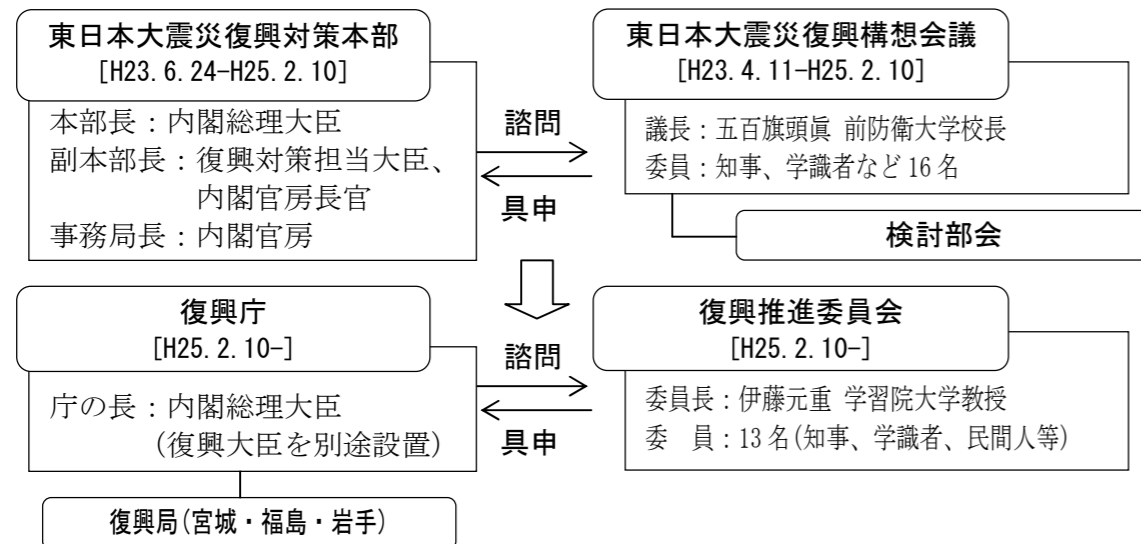 東日本大震災復興対策本部
[H23.6.24-H25.2.10]
本部長：内閣総理大臣
副本部長：復興対策担当大臣、
内閣官房長官
事務局長：内閣官房
諮問
具申
東日本大震災復興構想会議
[H23.4.11-H25.2.10]
議長：五百旗頭眞 前防衛大学校長
委員：知事、学識者など16名
検討部会
復興庁
[H25.2.10-]
庁の長：内閣総理大臣
(復興大臣を別途設置)
復興局(宮城・福島・岩手)
諮問
具申
復興推進委員会
[H25.2.10-]
委員長：伊藤元重 学習院大学教授
委　員：13名(知事、学識者、民間人等)